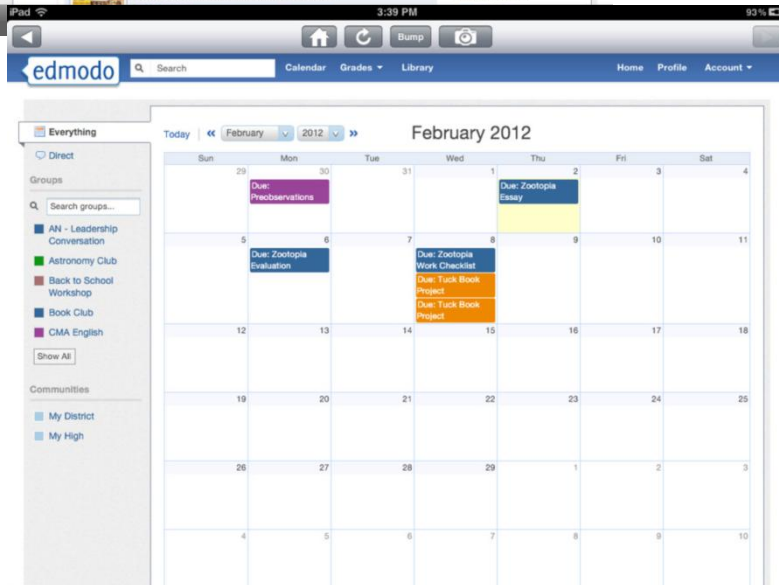 iPad 3:39 PM 93%
Bump
edmodo Search Calendar Grades Library Home Profile Account
Everything
Direct
Groups
Search groups...
AN - Leadership
Conversation
Astronomy Club
Back to School
Workshop
Book Club
CMA English
Show All
Communities
My District
My High
Today « February 2012 » February 2012
Sun Mon Tue Wed Thu Fri Sat
29 30 31 1 2 3 4
Due:
Preobservations
Due: Zootopia
Essay
5 6 7 8 9 10 11
Due: Zootopia
Evaluation
Due: Zootopia
Work Checklist
Due: Tuck Book
Project
Due: Tuck Book
Project
12 13 14 15 16 17 18
19 20 21 22 23 24 25
26 27 28 29 1 2 3
4 5 6 7 8 9 10